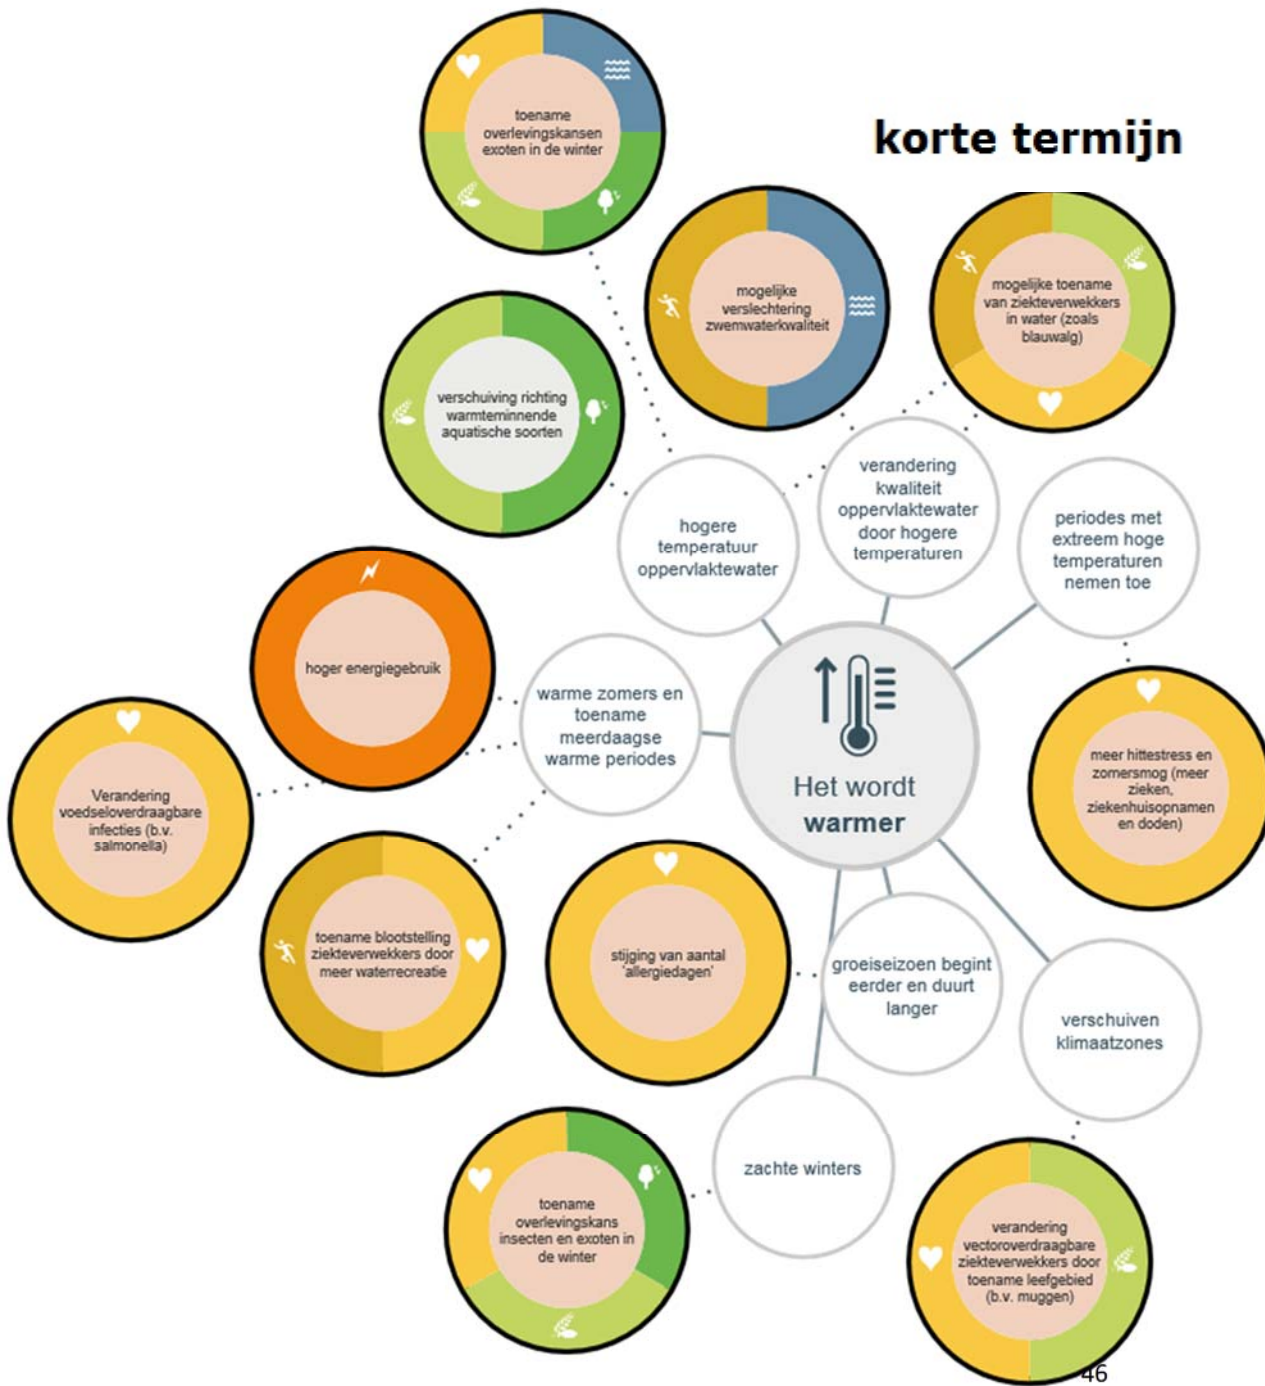 toename
overlevingskansen
exoten in de winter
korte termijn
mogelijke
verslechtering
zwemwaterkwaliteit
mogelijke toename
van ziekteverwekkers
in water (zoals
blauwalg)
verschuiving richting
warmteminnende
aquatische soorten
hogere
temperatuur
oppervlaktewater
verandering
kwaliteit
oppervlaktewater
door hogere
temperaturen
periodes met
extreem hoge
temperaturen
nemen toe
hoger energiegebruik
warme zomers en
toename
meerdaagse
warme periodes
Het wordt
warmer
meer hittestress en
zomersmog (meer
zieken,
ziekenhuisopnamen
en doden)
Verandering
voedseloverdraagbare
infecties (b.v.
salmonella)
toename blootstelling
ziekteverwekkers door
meer waterrecreatie
stijging van aantal
'allergiedagen'
groeiseizoen begint
eerder en duurt
langer
verschuiven
klimaatzones
zachte winters
toename
overlevingskans
insecten en exoten in
de winter
verandering
vectoroverdraagbare
ziekteverwekkers door
toename leefgebied
(b.v. muggen)
46